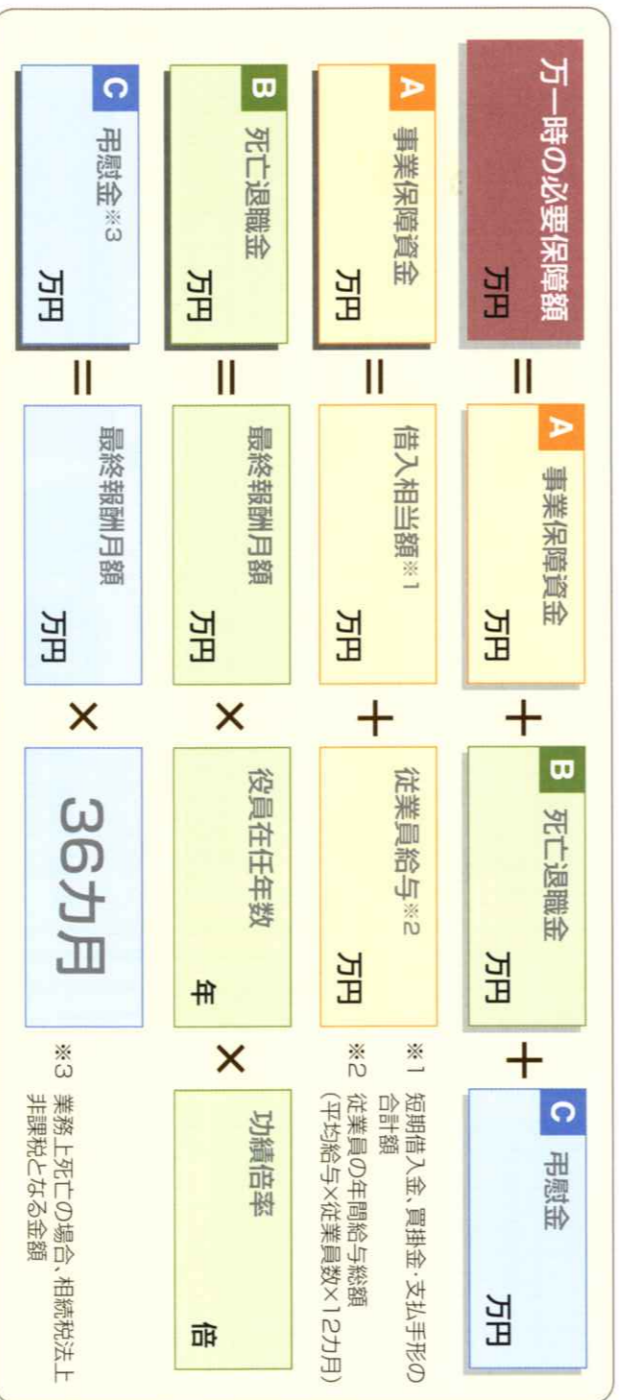 万一時の必要保障額
万円
=
A 事業保障資金
万円
+
B 死亡退職金
万円
+
C 弔慰金
万円
A 事業保障資金
万円
=
借入相当額※1
万円
+
従業員給与※2
万円
※1 短期借入金、買掛金・支払手形の
合計額
※2 従業員の年間給与総額
(平均給与×従業員数×12カ月)
B 死亡退職金
万円
=
最終報酬月額
万円
×
役員在任年数
年
×
功績倍率
倍
C 弔慰金※3
万円
=
最終報酬月額
万円
×
36カ月
※3 業務上死亡の場合、相続税法上
非課税となる金額